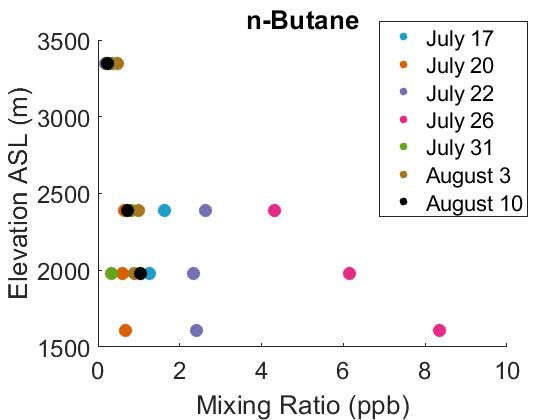 n-Butane
July 17
July 20
July 22
July 26
July 31
August 3
August 10
Elevation ASL (m)
3500
3000
2500
2000
1500
0 2 4 6 8 10
Mixing Ratio (ppb)